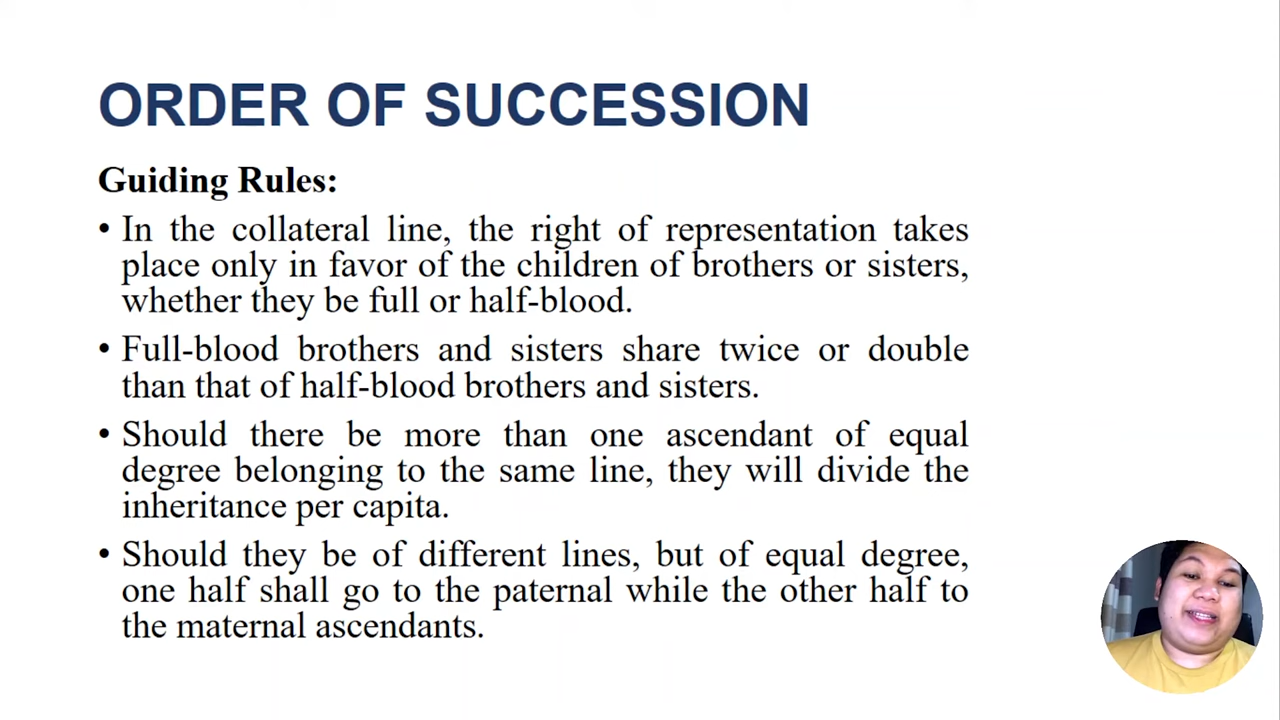 ORDER OF SUCCESSION
Guiding Rules:
• In the collateral line, the right of representation takes
place only in favor of the children of brothers or sisters,
whether they be full or half-blood.
• Full-blood brothers and sisters share twice or double
than that of half-blood brothers and sisters.
• Should there be more than one ascendant of equal
degree belonging to the same line, they will divide the
inheritance per capita.
• Should they be of different lines, but of equal degree,
one half shall go to the paternal while the other half to
the maternal ascendants.